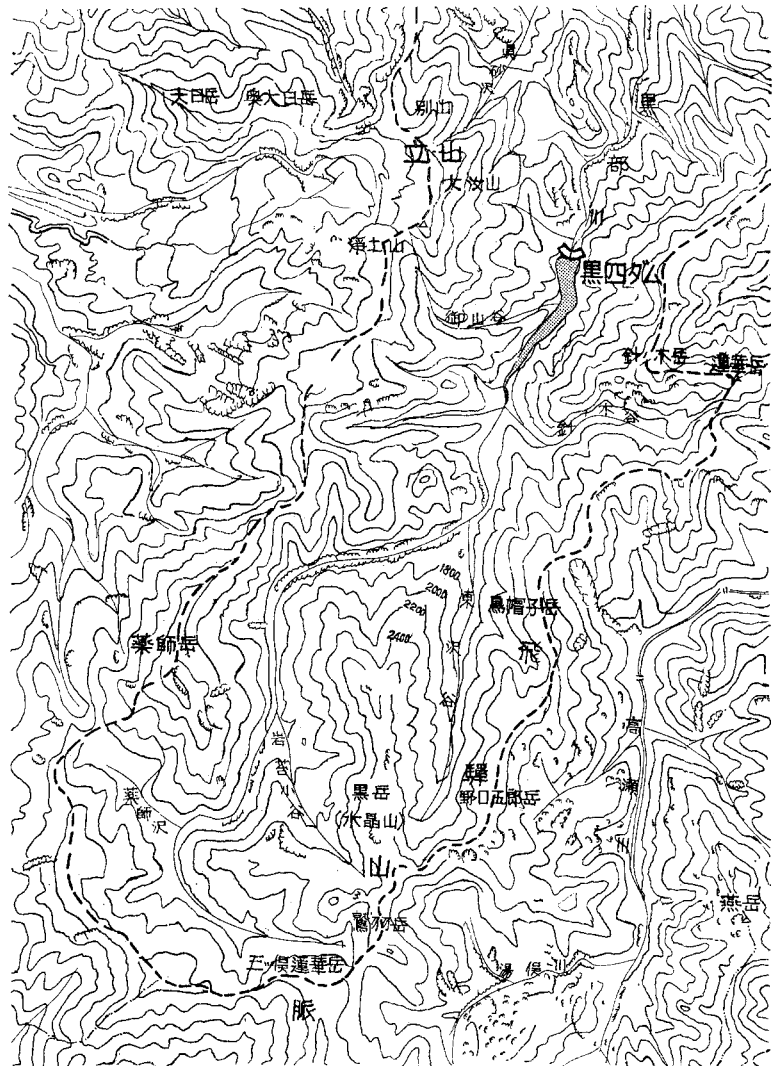 大日岳
奥大日岳
別山
真沢
黒部川
立山
大汝山
浄土山
黒四ダム
御山谷
針ノ木岳
蓮華岳
針ノ木谷
1800
2000
2200
2400
東沢谷
烏帽子岳
薬師岳
飛驒山脈
高瀬川
岩苔小谷
薬師沢
黒岳
(水晶山)
野口五郎岳
鷲羽岳
燕岳
三ツ俣蓮華岳
湯俣川